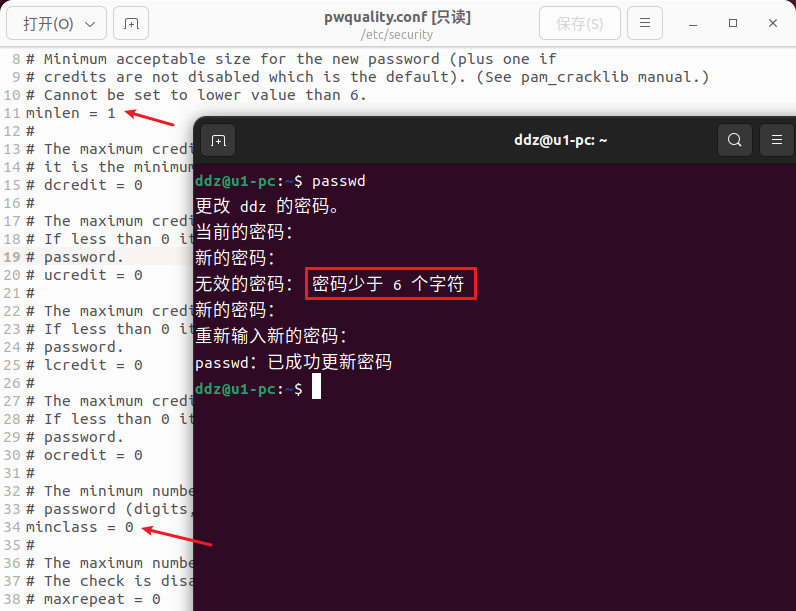 打开(O)
pwquality.conf [只读]
/etc/security
保存(S)
8 # Minimum acceptable size for the new password (plus one if
9 # credits are not disabled which is the default). (See pam_cracklib manual.)
10 # Cannot be set to lower value than 6.
11 minlen = 1
12 #
13 # The maximum credi
14 # it is the minimum
15 # dcredit = 0
16 #
17 # The maximum credi
18 # If less than 0 it
19 # password.
20 # ucredit = 0
21 #
22 # The maximum credi
23 # If less than 0 it
24 # password.
25 # lcredit = 0
26 #
27 # The maximum credi
28 # If less than 0 it
29 # password.
30 # ocredit = 0
31 #
32 # The minimum numbe
33 # password (digits,
34 minclass = 0
35 #
36 # The maximum numbe
37 # The check is disa
38 # maxrepeat = 0
ddz@u1-pc: ~
ddz@u1-pc:~$ passwd
更改 ddz 的密码。
当前的密码：
新的密码：
无效的密码： 密码少于 6 个字符
新的密码：
重新输入新的密码：
passwd：已成功更新密码
ddz@u1-pc:~$